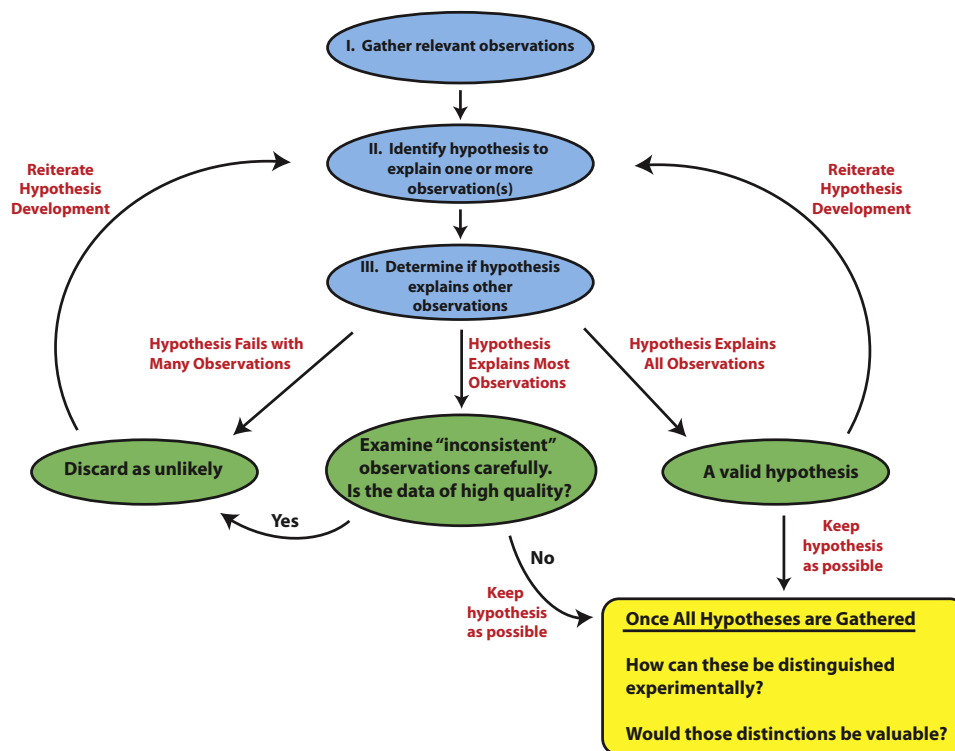 I. Gather relevant observations
II. Identify hypothesis to
explain one or more
observation(s)
Reiterate
Hypothesis
Development
Reiterate
Hypothesis
Development
III. Determine if hypothesis
explains other
observations
Hypothesis Fails with
Many Observations
Hypothesis
Explains Most
Observations
Hypothesis Explains
All Observations
Discard as unlikely
Examine “inconsistent”
observations carefully.
Is the data of high quality?
A valid hypothesis
Yes
No
Keep
hypothesis
as possible
Keep
hypothesis
as possible
Once All Hypotheses are Gathered
How can these be distinguished
experimentally?
Would those distinctions be valuable?